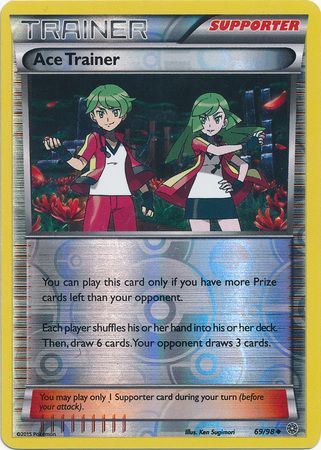 TRAINER
SUPPORTER
Ace Trainer
You can play this card only if you have more Prize
cards left than your opponent.
Each player shuffles his or her hand into his or her deck.
Then, draw 6 cards. Your opponent draws 3 cards.
You may play only 1 Supporter card during your turn (before
your attack).
©2015 Pokémon
Illus. Ken Sugimori
69/98